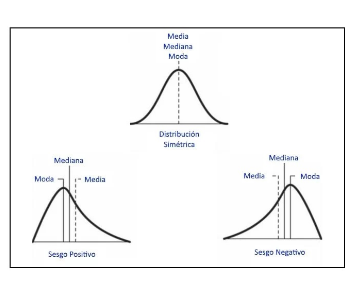 Media
Mediana
Moda
Distribución
Simétrica
Mediana
Moda
Media
Sesgo Positivo
Mediana
Media
Moda
Sesgo Negativo